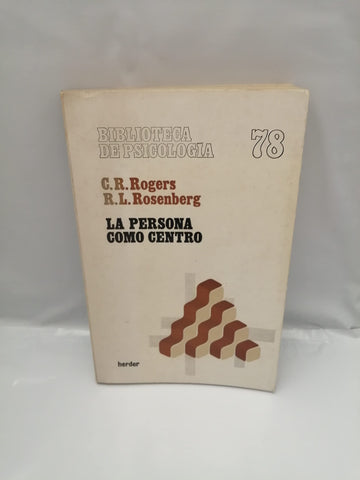 BIBLIOTECA
DE PSICOLOGIA
78
C.R.Rogers
R.L.Rosenberg
LA PERSONA
COMO CENTRO
herder